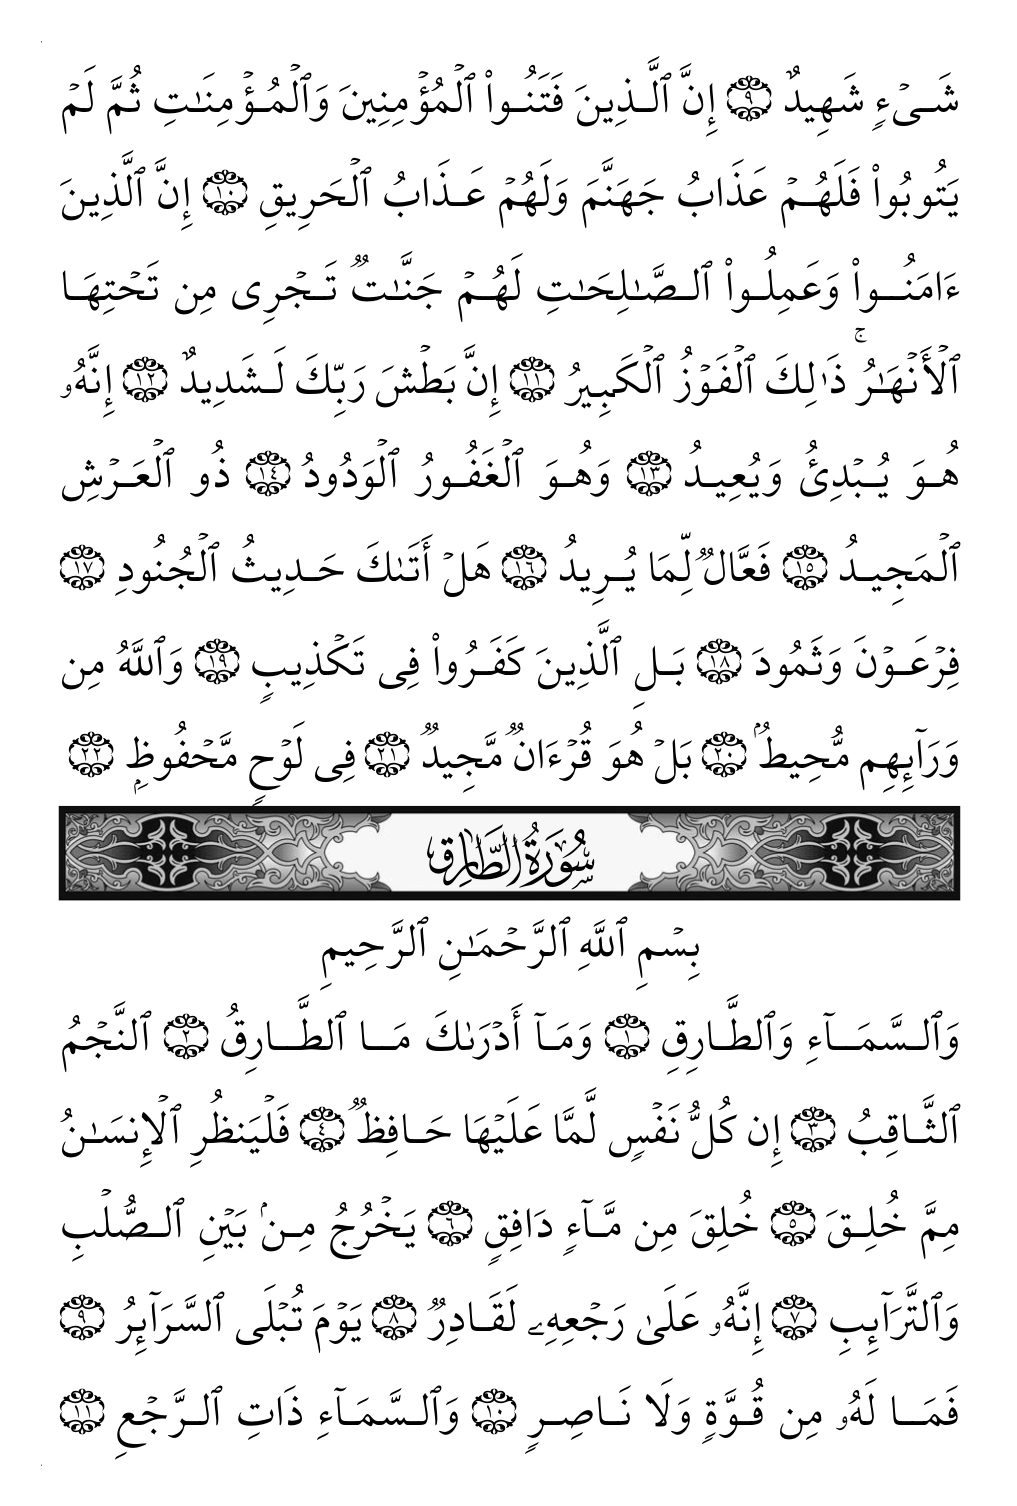 شَىْءٍ شَهِيدٌ ﴿٩﴾ إِنَّ ٱلَّذِينَ فَتَنُوا۟ ٱلْمُؤْمِنِينَ وَٱلْمُؤْمِنَـٰتِ ثُمَّ لَمْ
يَتُوبُوا۟ فَلَهُمْ عَذَابُ جَهَنَّمَ وَلَهُمْ عَذَابُ ٱلْحَرِيقِ ﴿١٠﴾ إِنَّ ٱلَّذِينَ
ءَامَنُوا۟ وَعَمِلُوا۟ ٱلصَّـٰلِحَـٰتِ لَهُمْ جَنَّـٰتٌ تَجْرِى مِن تَحْتِهَا
ٱلْأَنْهَـٰرُ ۚ ذَٰلِكَ ٱلْفَوْزُ ٱلْكَبِيرُ ﴿١١﴾ إِنَّ بَطْشَ رَبِّكَ لَشَدِيدٌ ﴿١٢﴾ إِنَّهُۥ
هُوَ يُبْدِئُ وَيُعِيدُ ﴿١٣﴾ وَهُوَ ٱلْغَفُورُ ٱلْوَدُودُ ﴿١٤﴾ ذُو ٱلْعَرْشِ
ٱلْمَجِيدُ ﴿١٥﴾ فَعَّالٌ لِّمَا يُرِيدُ ﴿١٦﴾ هَلْ أَتَىٰكَ حَدِيثُ ٱلْجُنُودِ ﴿١٧﴾
فِرْعَوْنَ وَثَمُودَ ﴿١٨﴾ بَلِ ٱلَّذِينَ كَفَرُوا۟ فِى تَكْذِيبٍ ﴿١٩﴾ وَٱللَّهُ مِن
وَرَآئِهِم مُّحِيطٌۢ ﴿٢٠﴾ بَلْ هُوَ قُرْءَانٌ مَّجِيدٌ ﴿٢١﴾ فِى لَوْحٍ مَّحْفُوظٍۭ ﴿٢٢﴾
سُورَةُ الطَّارِقِ
بِسْمِ ٱللَّهِ ٱلرَّحْمَـٰنِ ٱلرَّحِيمِ
وَٱلسَّمَآءِ وَٱلطَّارِقِ ﴿١﴾ وَمَآ أَدْرَىٰكَ مَا ٱلطَّارِقُ ﴿٢﴾ ٱلنَّجْمُ
ٱلثَّاقِبُ ﴿٣﴾ إِن كُلُّ نَفْسٍ لَّمَّا عَلَيْهَا حَافِظٌ ﴿٤﴾ فَلْيَنظُرِ ٱلْإِنسَـٰنُ
مِمَّ خُلِقَ ﴿٥﴾ خُلِقَ مِن مَّآءٍ دَافِقٍ ﴿٦﴾ يَخْرُجُ مِنۢ بَيْنِ ٱلصُّلْبِ
وَٱلتَّرَآئِبِ ﴿٧﴾ إِنَّهُۥ عَلَىٰ رَجْعِهِۦ لَقَادِرٌ ﴿٨﴾ يَوْمَ تُبْلَى ٱلسَّرَآئِرُ ﴿٩﴾
فَمَا لَهُۥ مِن قُوَّةٍ وَلَا نَاصِرٍ ﴿١٠﴾ وَٱلسَّمَآءِ ذَاتِ ٱلرَّجْعِ ﴿١١﴾